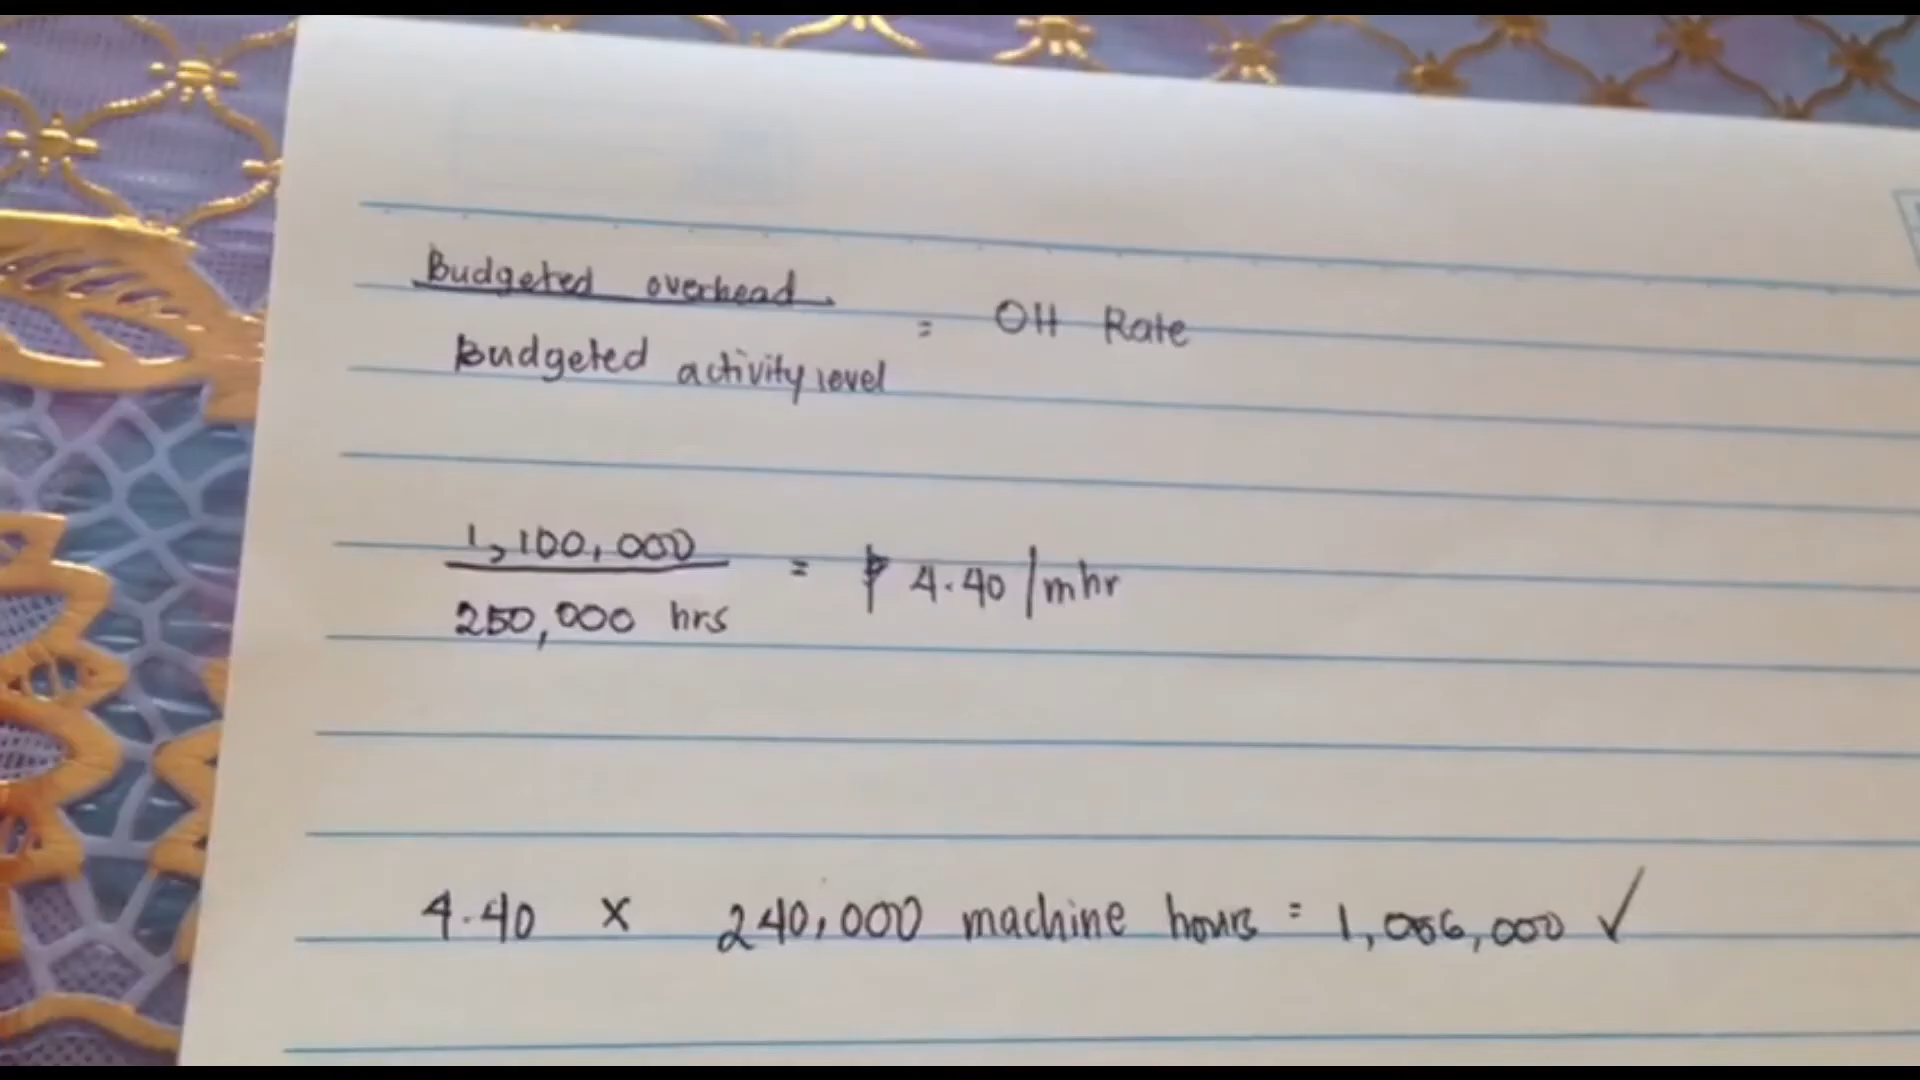 Budgeted overhead
= OH Rate
Budgeted activity level
1,100,000
= ₱ 4.40 / mhr
250,000 hrs
4.40 x 240,000 machine hours = 1,056,000 ✓